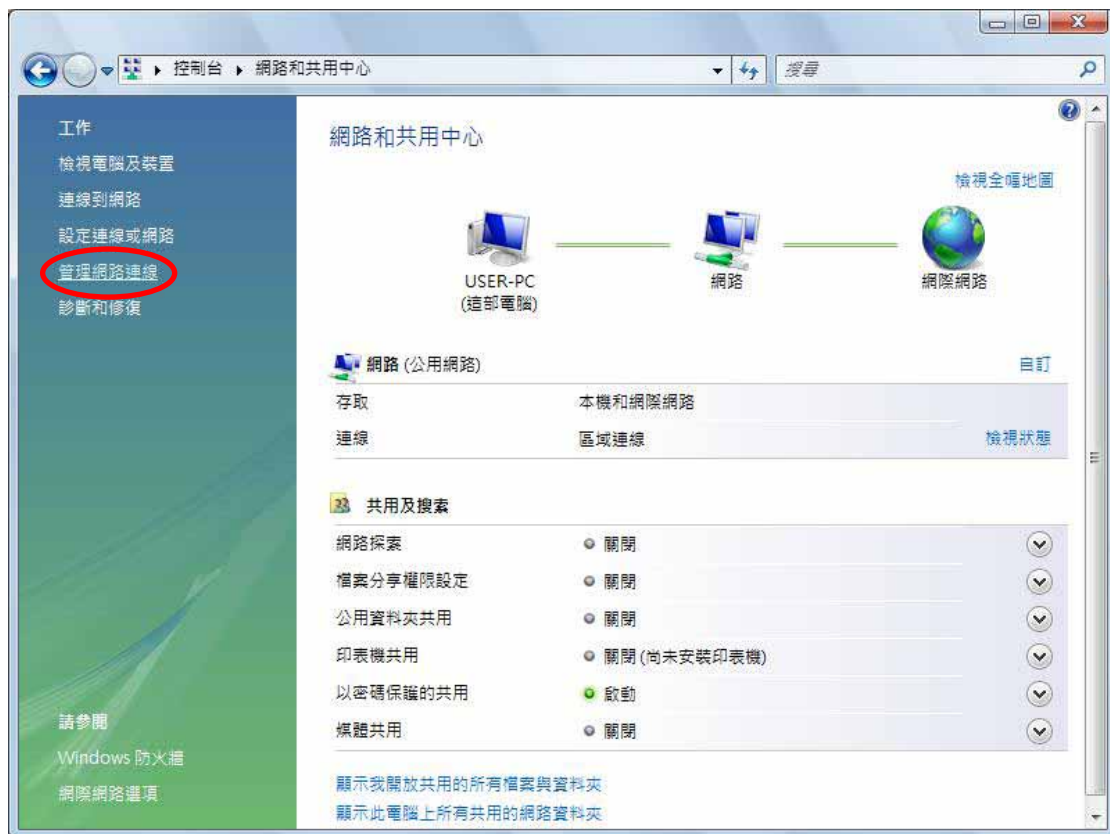 控制台 網路和共用中心 搜尋
工作
檢視電腦及裝置
連線到網路
設定連線或網路
管理網路連線
診斷和修復
請參閱
Windows 防火牆
網際網路選項
網路和共用中心
檢視全幅地圖
USER-PC
(這部電腦)
網路
網際網路
網路 (公用網路) 自訂
存取 本機和網際網路
連線 區域連線 檢視狀態
共用及搜索
網路探索 關閉
檔案分享權限設定 關閉
公用資料夾共用 關閉
印表機共用 關閉 (尚未安裝印表機)
以密碼保護的共用 啟動
媒體共用 關閉
顯示我開放共用的所有檔案與資料夾
顯示此電腦上所有共用的網路資料夾